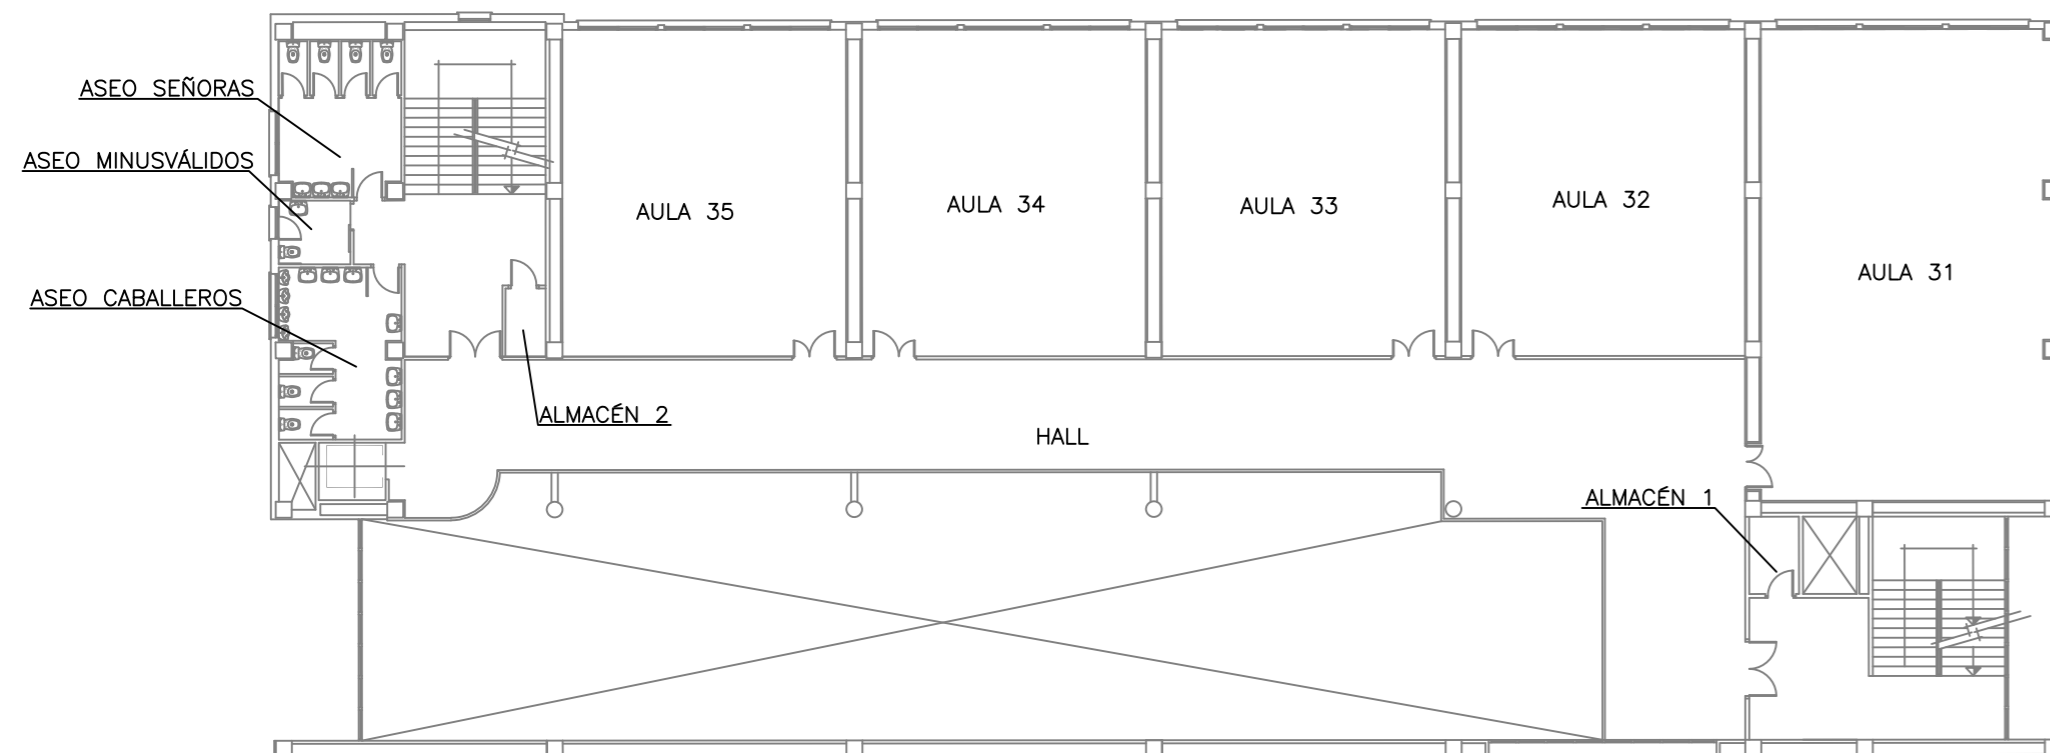 ASEO SEÑORAS
ASEO MINUSVÁLIDOS
ASEO CABALLEROS
AULA 35
AULA 34
AULA 33
AULA 32
AULA 31
ALMACÉN 2
HALL
ALMACÉN 1